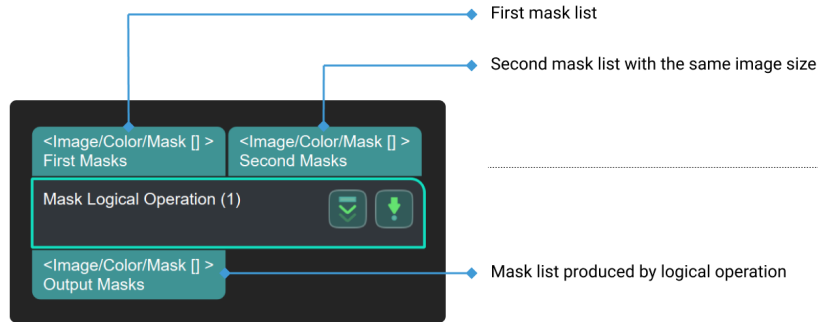 First mask list
Second mask list with the same image size
<Image/Color/Mask [] >
First Masks
<Image/Color/Mask [] >
Second Masks
Mask Logical Operation (1)
<Image/Color/Mask [] >
Output Masks
Mask list produced by logical operation